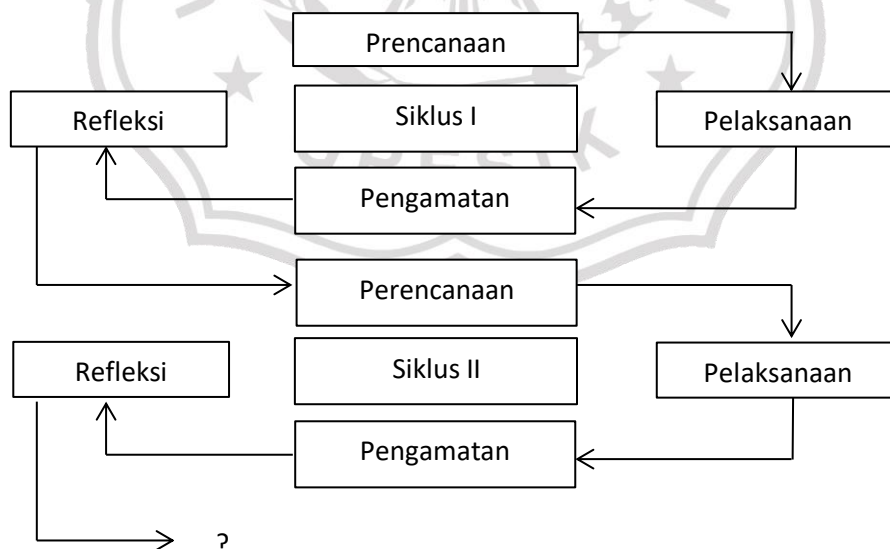 Prencanaan
Refleksi
Siklus I
Pelaksanaan
Pengamatan
Perencanaan
Refleksi
Siklus II
Pelaksanaan
Pengamatan
?